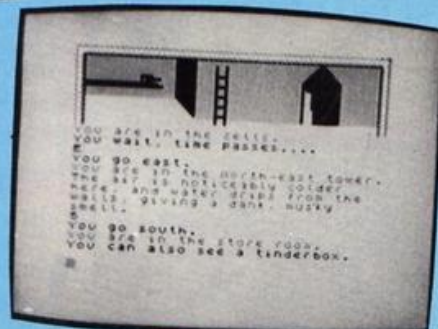 You are in the cells.
You wait, time passes....
E
You go east.
You are in the north-east tower.
The air is noticeably colder
here, and water drips from the
walls, giving a dank, musky
smell.
S
You go south.
You are in the store room.
You can also see a tinderbox.